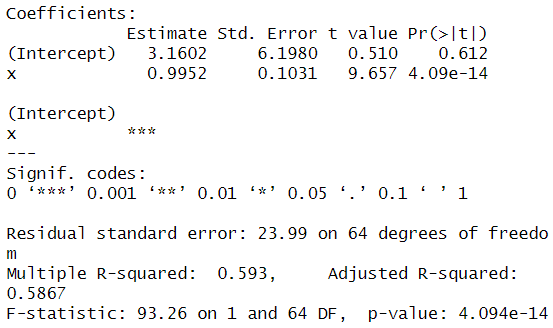 Coefficients:
            Estimate Std. Error t value Pr(>|t|)
(Intercept)   3.1602     6.1980   0.510    0.612
x             0.9952     0.1031   9.657 4.09e-14

(Intercept)
x           ***
---
Signif. codes:
0 ‘***’ 0.001 ‘**’ 0.01 ‘*’ 0.05 ‘.’ 0.1 ‘ ’ 1

Residual standard error: 23.99 on 64 degrees of freedo
m
Multiple R-squared:  0.593,	Adjusted R-squared:
0.5867
F-statistic: 93.26 on 1 and 64 DF,  p-value: 4.094e-14